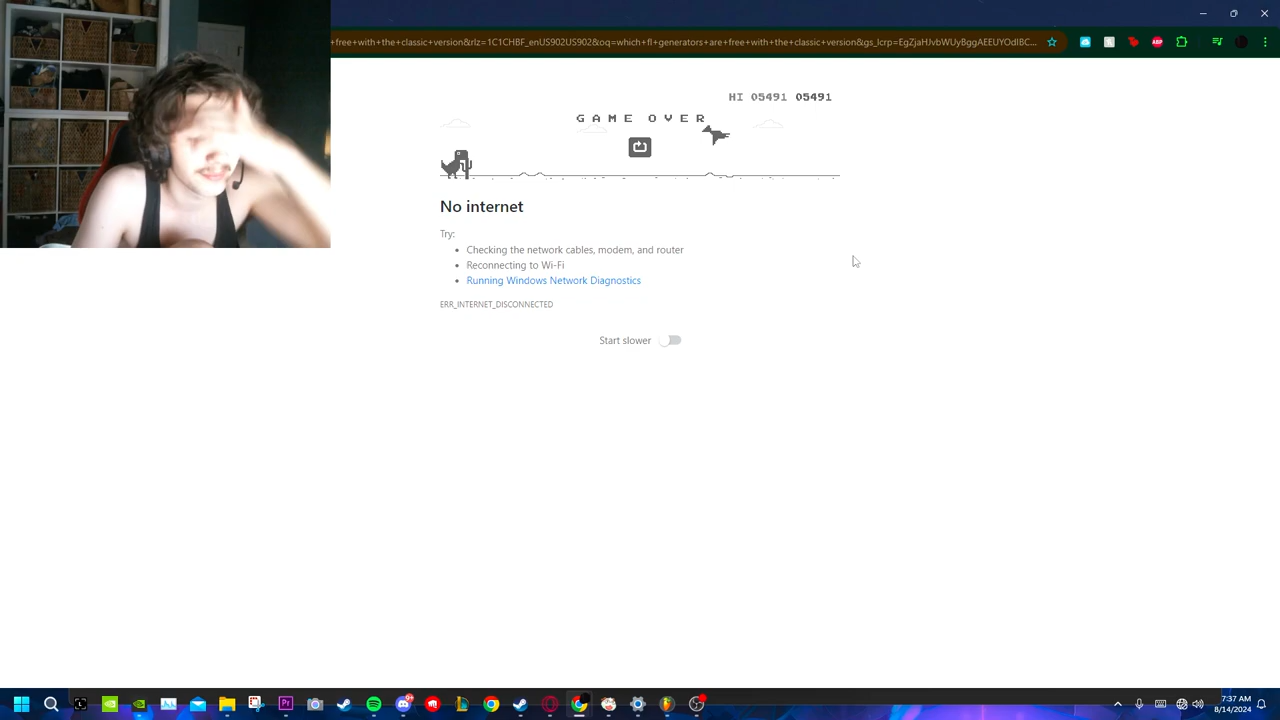 +free+with+the+classic+version&rlz=1C1CHBF_enUS902US902&oq=which+fl+generators+are+free+with+the+classic+version&gs_lcrp=EgZjaHJvbWUyBggAEEUYOdIBC...
HI 05491 05491
GAME OVER
No internet
Try:
• Checking the network cables, modem, and router
• Reconnecting to Wi-Fi
• Running Windows Network Diagnostics
ERR_INTERNET_DISCONNECTED
Start slower
7:37 AM
8/14/2024